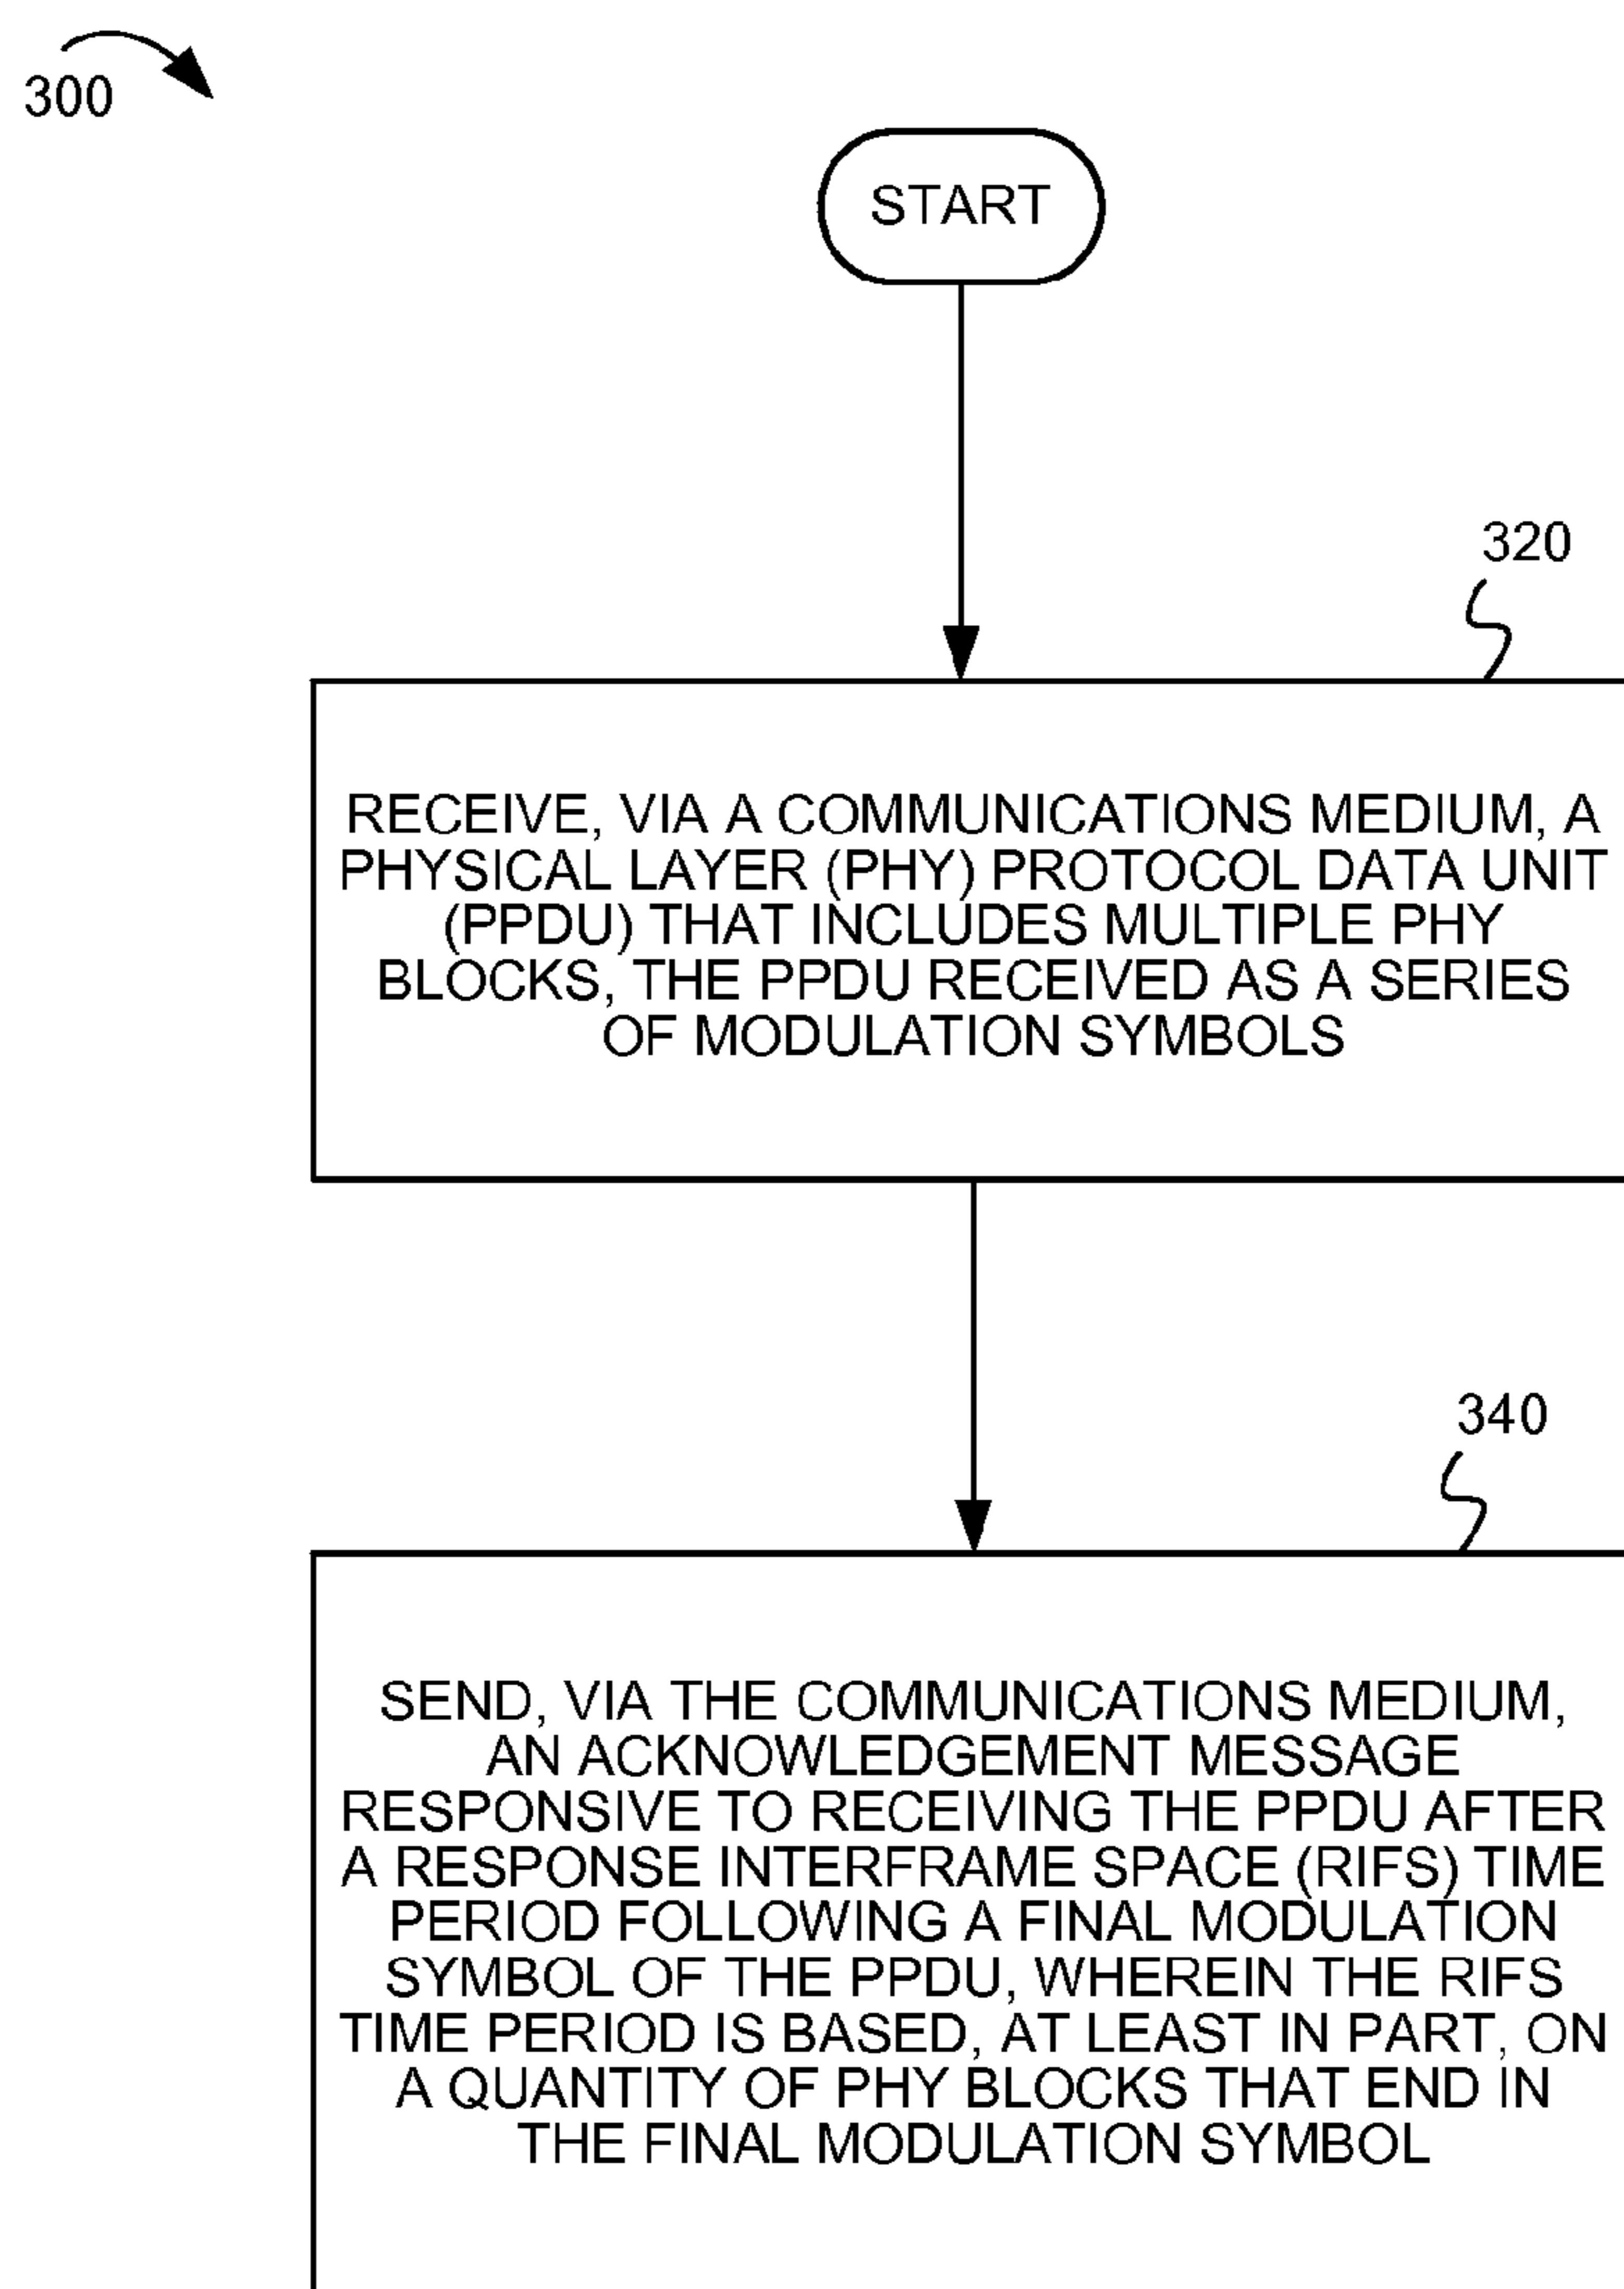 300
START
320
RECEIVE, VIA A COMMUNICATIONS MEDIUM, A
PHYSICAL LAYER (PHY) PROTOCOL DATA UNIT
(PPDU) THAT INCLUDES MULTIPLE PHY
BLOCKS, THE PPDU RECEIVED AS A SERIES
OF MODULATION SYMBOLS
340
SEND, VIA THE COMMUNICATIONS MEDIUM,
AN ACKNOWLEDGEMENT MESSAGE
RESPONSIVE TO RECEIVING THE PPDU AFTER
A RESPONSE INTERFRAME SPACE (RIFS) TIME
PERIOD FOLLOWING A FINAL MODULATION
SYMBOL OF THE PPDU, WHEREIN THE RIFS
TIME PERIOD IS BASED, AT LEAST IN PART, ON
A QUANTITY OF PHY BLOCKS THAT END IN
THE FINAL MODULATION SYMBOL